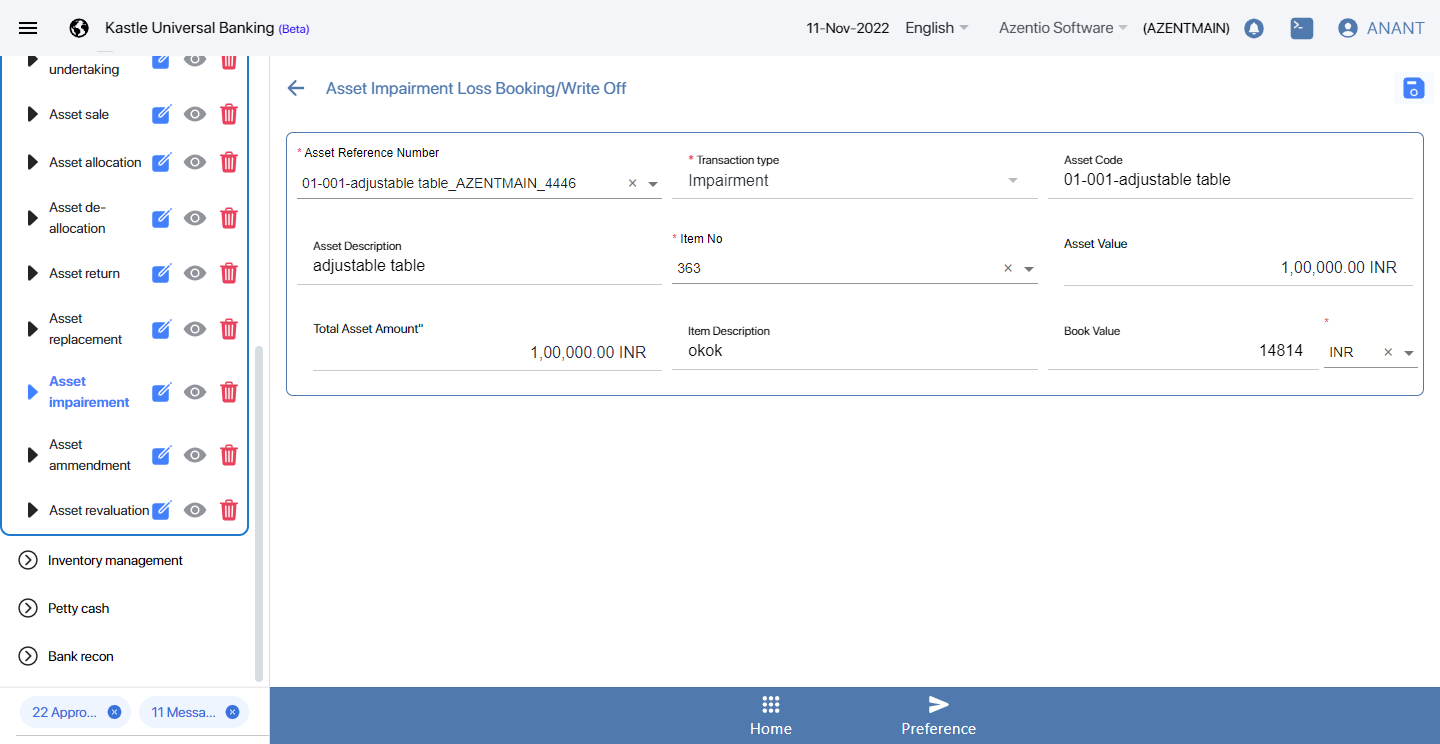 Kastle Universal Banking (Beta)
11-Nov-2022
English
Azentio Software
(AZENTMAIN)
>_
ANANT
undertaking
Asset sale
Asset allocation
Asset de-
allocation
Asset return
Asset
replacement
Asset
impairement
Asset
ammendment
Asset revaluation
Inventory management
Petty cash
Bank recon
22 Appro...
11 Messa...
Asset Impairment Loss Booking/Write Off
* Asset Reference Number
01-001-adjustable table_AZENTMAIN_4446
* Transaction type
Impairment
Asset Code
01-001-adjustable table
Asset Description
adjustable table
* Item No
363
Asset Value
1,00,000.00 INR
Total Asset Amount"
1,00,000.00 INR
Item Description
okok
Book Value
14814
*
INR
Home
Preference